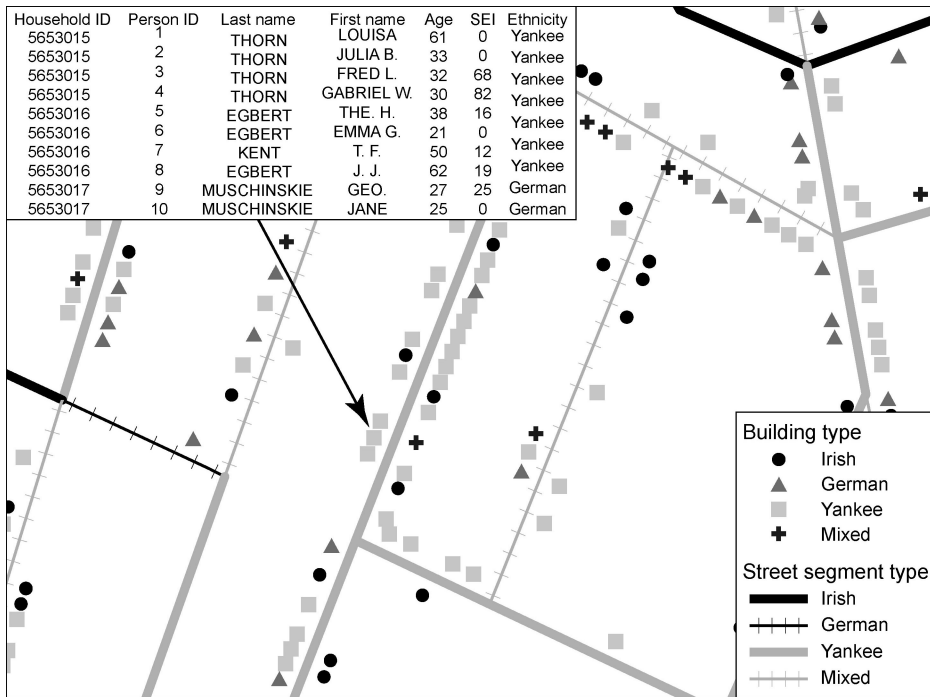 Household ID Person ID Last name First name Age SEI Ethnicity
5653015 1 THORN LOUISA 61 0 Yankee
5653015 2 THORN JULIA B. 33 0 Yankee
5653015 3 THORN FRED L. 32 68 Yankee
5653015 4 THORN GABRIEL W. 30 82 Yankee
5653016 5 EGBERT THE. H. 38 16 Yankee
5653016 6 EGBERT EMMA G. 21 0 Yankee
5653016 7 KENT T. F. 50 12 Yankee
5653016 8 EGBERT J. J. 62 19 Yankee
5653017 9 MUSCHINSKIE GEO. 27 25 German
5653017 10 MUSCHINSKIE JANE 25 0 German
Building type
Irish
German
Yankee
Mixed
Street segment type
Irish
German
Yankee
Mixed